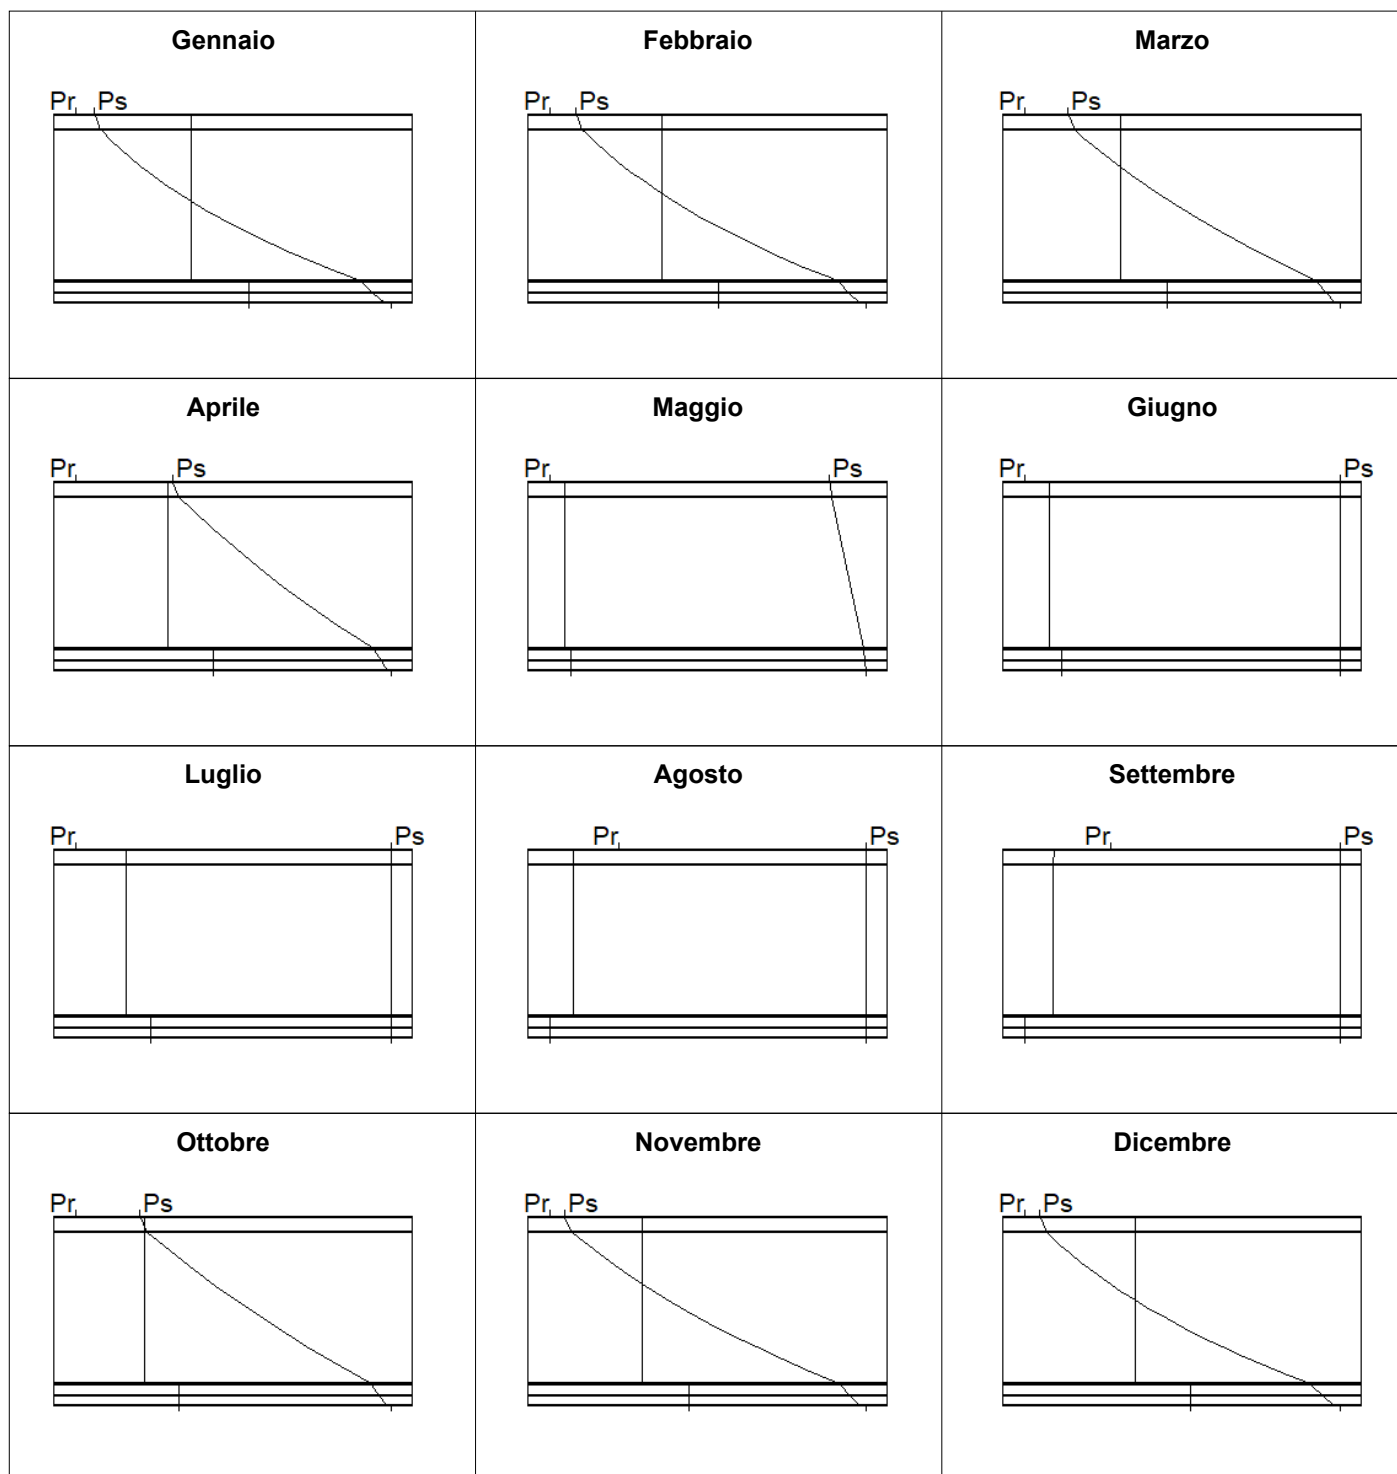 Gennaio Febbraio Marzo
Pr Ps Pr Ps Pr Ps
Aprile Maggio Giugno
Pr Ps Pr Ps Pr Ps
Luglio Agosto Settembre
Pr Ps Pr Ps Pr Ps
Ottobre Novembre Dicembre
Pr Ps Pr Ps Pr Ps